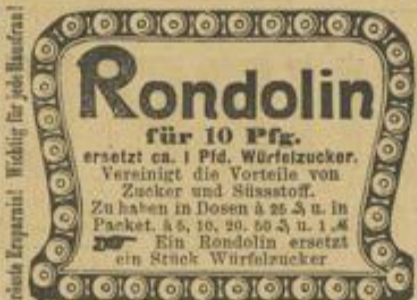 Rondolin
für 10 Pfg.
ersetzt ca. 1 Pfd. Würfelzucker.
Vereinigt die Vorteile von
Zucker und Süssstoff.
Zu haben in Dosen à 25 ₰ u. in
Packet. à 5, 10, 20. 50 ₰ u. 1 ℳ
Ein Rondolin ersetzt
ein Stück Würfelzucker
Ersparnis! Wichtig für jede Hausfrau!